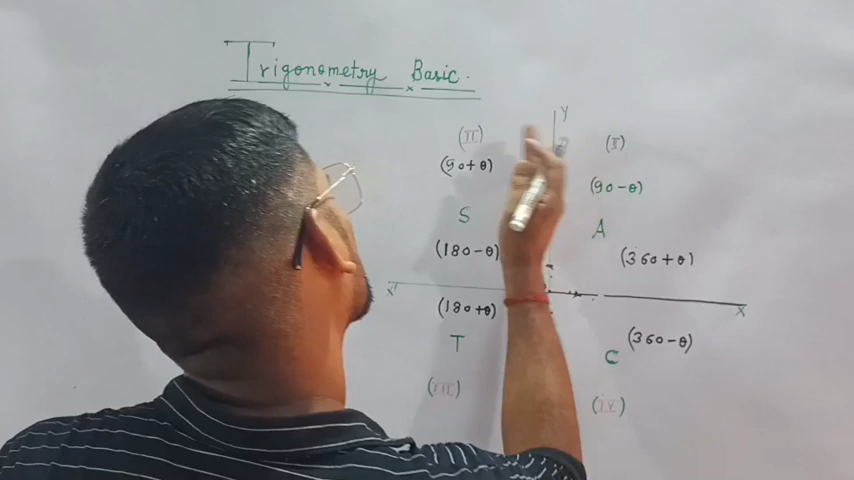 Trigonometry Basic.
Y
(II)
(I)
(90+θ)
(90-θ)
S
A
(180-θ)
(360+θ)
X'
X
(180+θ)
(360-θ)
T
C
(III)
(IV)